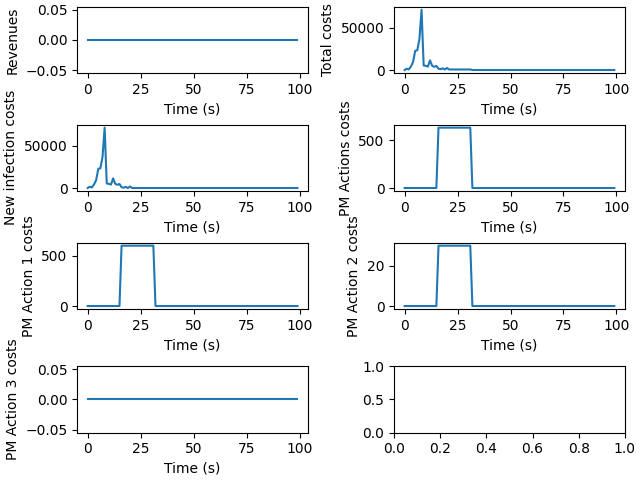 Revenues
0.05
0.00
−0.05
0 25 50 75 100
Time (s)
Total costs
50000
0
0 25 50 75 100
Time (s)
New infection costs
50000
0
0 25 50 75 100
Time (s)
PM Actions costs
500
0
0 25 50 75 100
Time (s)
PM Action 1 costs
500
0
0 25 50 75 100
Time (s)
PM Action 2 costs
20
0
0 25 50 75 100
Time (s)
PM Action 3 costs
0.05
0.00
−0.05
0 25 50 75 100
Time (s)
1.0
0.5
0.0
0.0 0.2 0.4 0.6 0.8 1.0